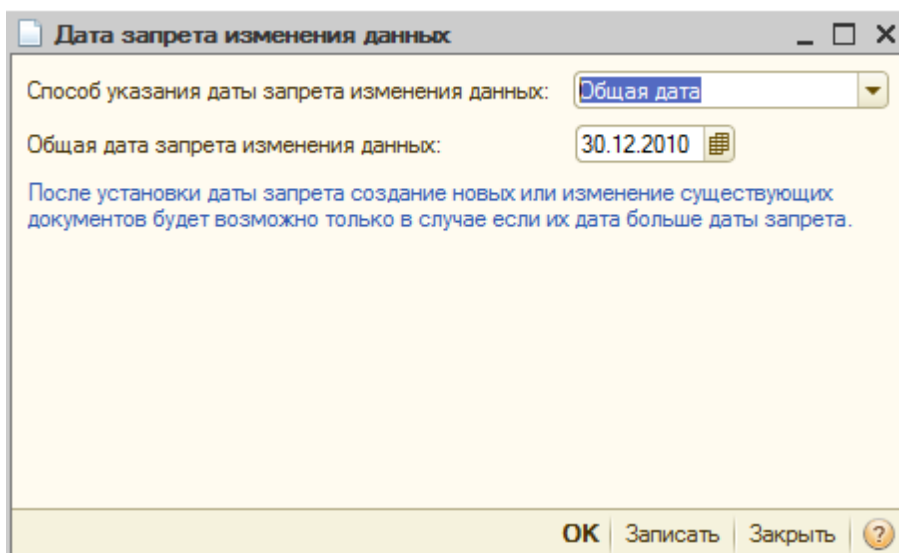 Дата запрета изменения данных
Способ указания даты запрета изменения данных: Общая дата
Общая дата запрета изменения данных: 30.12.2010
После установки даты запрета создание новых или изменение существующих
документов будет возможно только в случае если их дата больше даты запрета.
OK Записать Закрыть ?